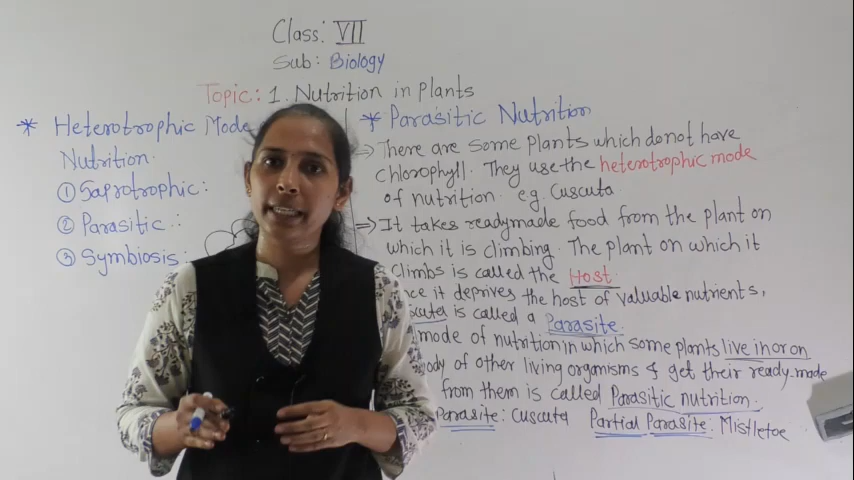 Class: VII
Sub: Biology
Topic: 1. Nutrition in plants
* Heterotrophic Mode
Nutrition.
① Saprotrophic:
② Parasitic :
③ Symbiosis:
* Parasitic Nutrition
⇒ There are some plants which donot have
chlorophyll. They use the heterotrophic mode
of nutrition. eg. Cuscuta
⇒ It takes readymade food from the plant on
which it is climbing. The plant on which it
climbs is called the Host.
it deprives the host of valuable nutrients,
is called a Parasite.
mode of nutrition in which some plants live in or on
of other living organisms & get their ready-made
from them is called Parasitic nutrition.
Parasite: Cuscuta Partial Parasite: Mistletoe